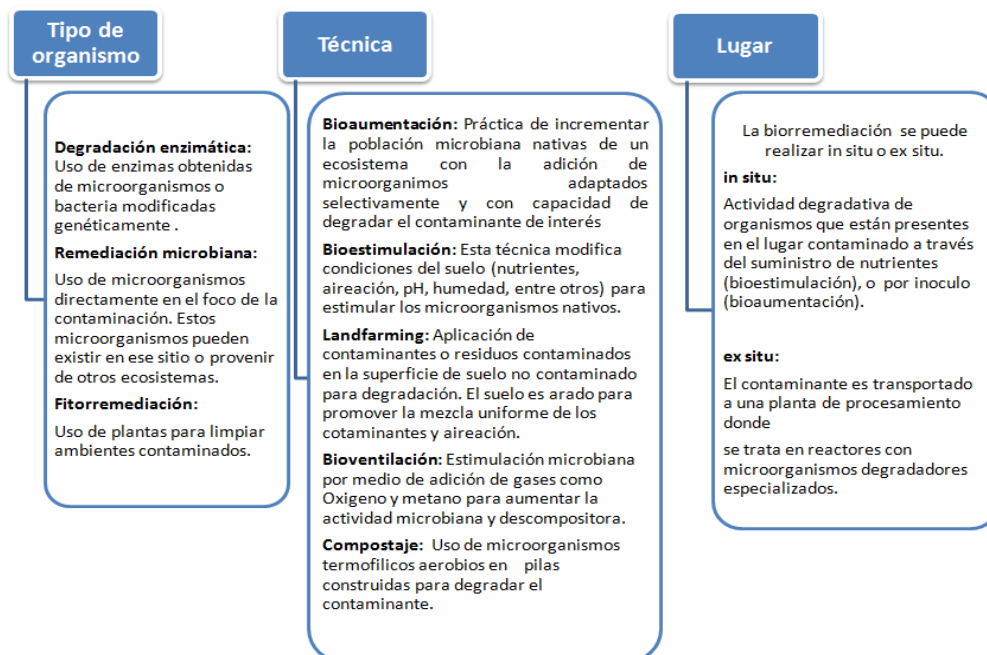 Tipo de
organismo
Degradación enzimática:
Uso de enzimas obtenidas
de microorganismos o
bacteria modificadas
genéticamente .
Remediación microbiana:
Uso de microorganismos
directamente en el foco de la
contaminación. Estos
microorganismos pueden
existir en ese sitio o provenir
de otros ecosistemas.
Fitorremediación:
Uso de plantas para limpiar
ambientes contaminados.
Técnica
Bioaumentación: Práctica de incrementar
la población microbiana nativas de un
ecosistema con la adición de
microorganimos adaptados
selectivamente y con capacidad de
degradar el contaminante de interés
Bioestimulación: Esta técnica modifica
condiciones del suelo (nutrientes,
aireación, pH, humedad, entre otros) para
estimular los microorganismos nativos.
Landfarming: Aplicación de
contaminantes o residuos contaminados
en la superficie de suelo no contaminado
para degradación. El suelo es arado para
promover la mezcla uniforme de los
cotaminantes y aireación.
Bioventilación: Estimulación microbiana
por medio de adición de gases como
Oxigeno y metano para aumentar la
actividad microbiana y descompositora.
Compostaje: Uso de microorganismos
termofilicos aerobios en pilas
construidas para degradar el
contaminante.
Lugar
La biorremediación se puede
realizar in situ o ex situ.
in situ:
Actividad degradativa de
organismos que están presentes
en el lugar contaminado a través
del suministro de nutrientes
(bioestimulación), o por inoculo
(bioaumentación).
ex situ:
El contaminante es transportado
a una planta de procesamiento
donde
se trata en reactores con
microorganismos degradadores
especializados.